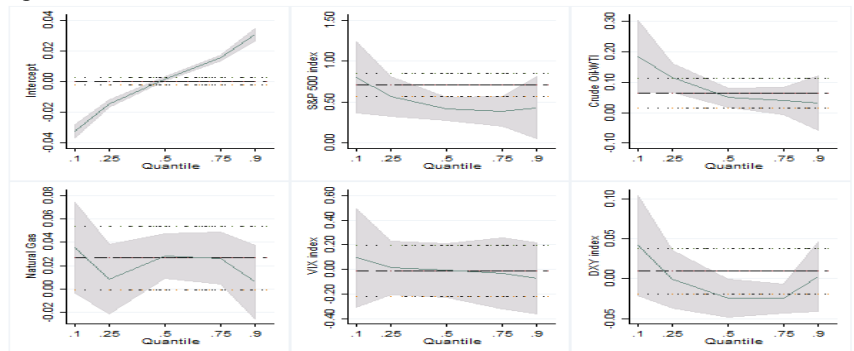 Intercept
0.04
0.02
0.00
-0.02
-0.04
.1 .25 .5 .75 .9
Quantile
S&P 500 index
1.50
1.00
0.50
0.00
.1 .25 .5 .75 .9
Quantile
Crude Oil-WTI
0.30
0.20
0.10
0.00
-0.10
.1 .25 .5 .75 .9
Quantile
Natural Gas
0.08
0.06
0.04
0.02
0.00
-0.02
.1 .25 .5 .75 .9
Quantile
VIX index
0.60
0.40
0.20
0.00
-0.20
-0.40
.1 .25 .5 .75 .9
Quantile
DXY index
0.10
0.05
0.00
-0.05
.1 .25 .5 .75 .9
Quantile